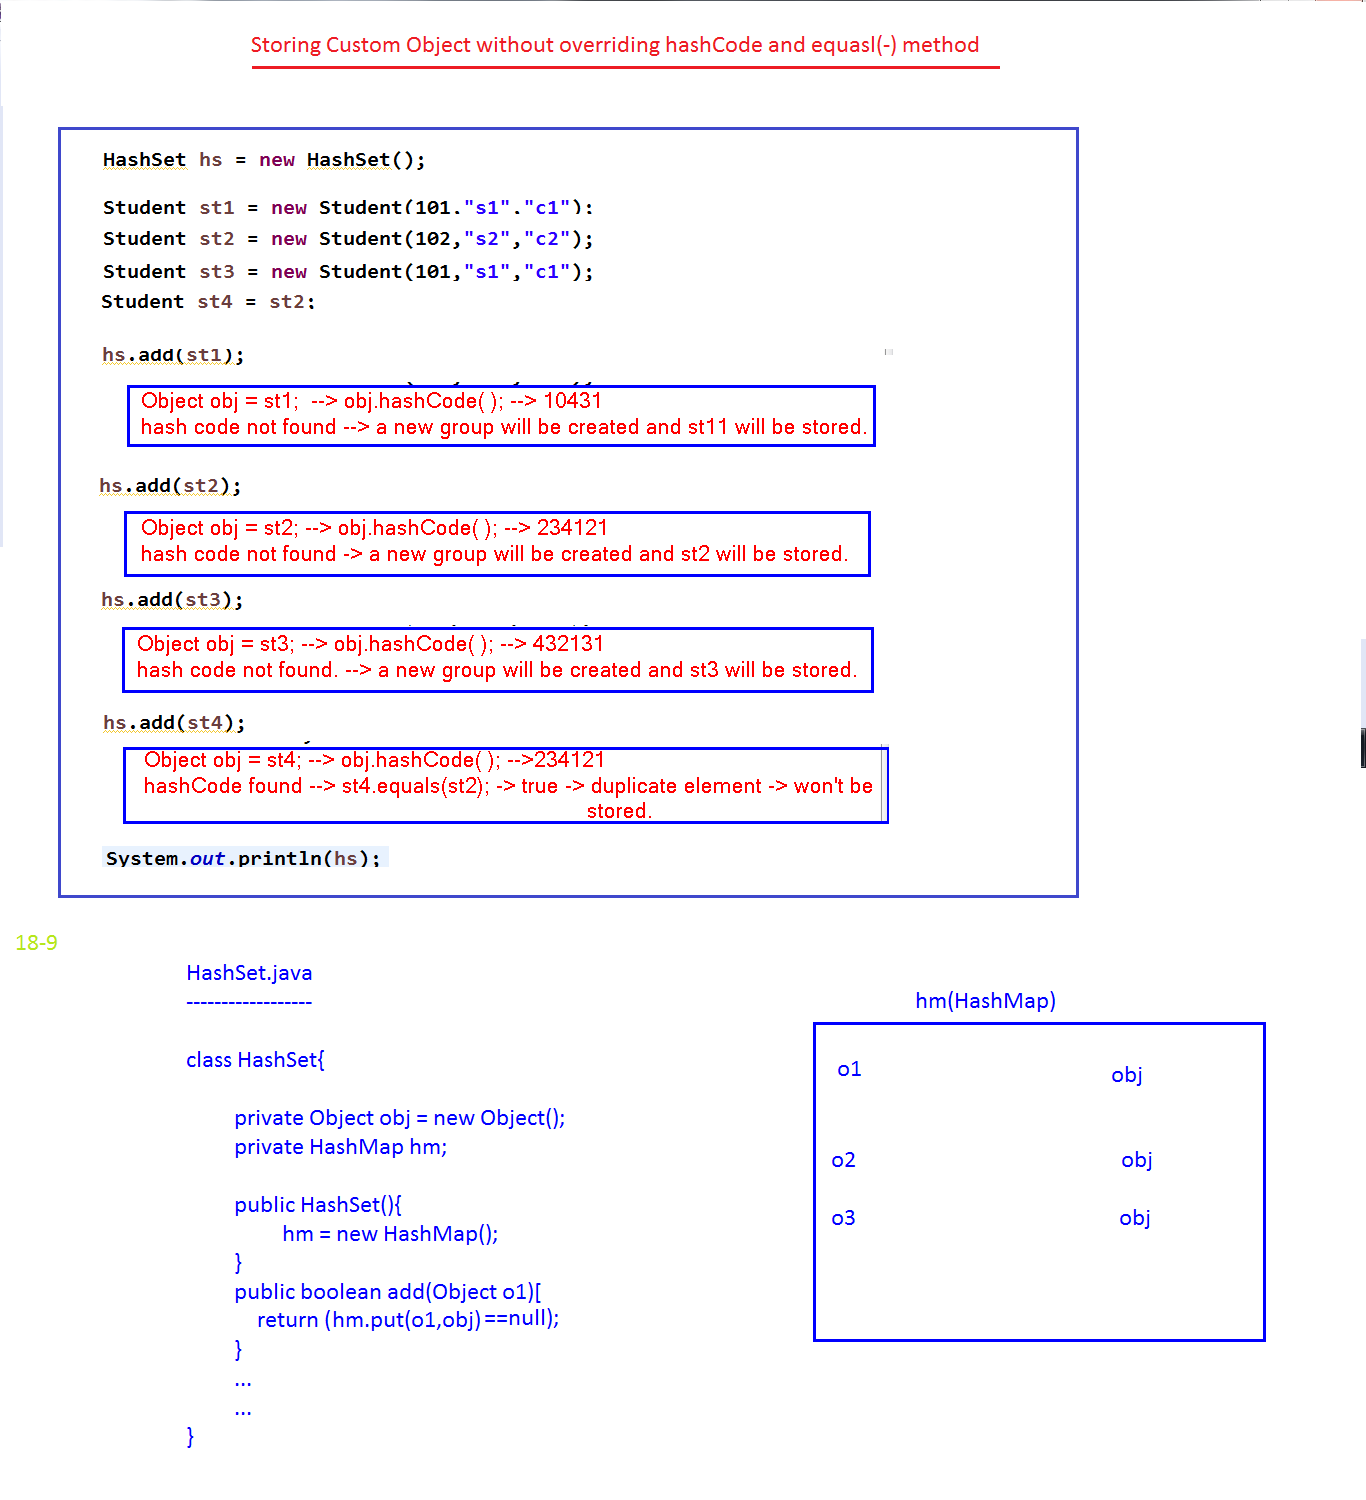 Storing Custom Object without overriding hashCode and equasl(-) method
HashSet hs = new HashSet();
Student st1 = new Student(101."s1"."c1"):
Student st2 = new Student(102,"s2","c2");
Student st3 = new Student(101,"s1","c1");
Student st4 = st2:
hs.add(st1);
Object obj = st1; --> obj.hashCode( ); --> 10431
hash code not found --> a new group will be created and st11 will be stored.
hs.add(st2);
Object obj = st2; --> obj.hashCode( ); --> 234121
hash code not found -> a new group will be created and st2 will be stored.
hs.add(st3);
Object obj = st3; --> obj.hashCode( ); --> 432131
hash code not found. --> a new group will be created and st3 will be stored.
hs.add(st4);
Object obj = st4; --> obj.hashCode( ); -->234121
hashCode found --> st4.equals(st2); -> true -> duplicate element -> won't be
stored.
System.out.println(hs);
18-9
HashSet.java
------------------
class HashSet{
private Object obj = new Object();
private HashMap hm;
public HashSet(){
hm = new HashMap();
}
public boolean add(Object o1)[
return (hm.put(o1,obj)==null);
}
...
...
}
hm(HashMap)
o1 obj
o2 obj
o3 obj